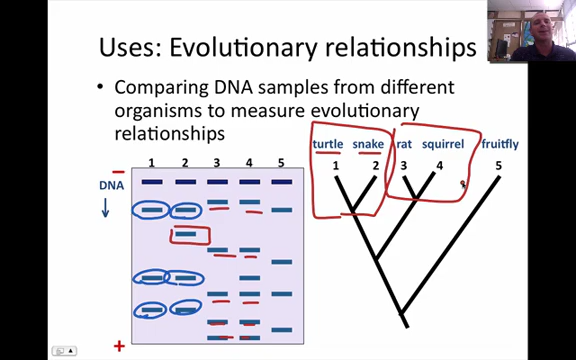 Uses: Evolutionary relationships
• Comparing DNA samples from different
organisms to measure evolutionary
relationships
turtle snake rat squirrel fruitfly
1 2 3 4 5
1 2 3 4 5
−
DNA
↓
+